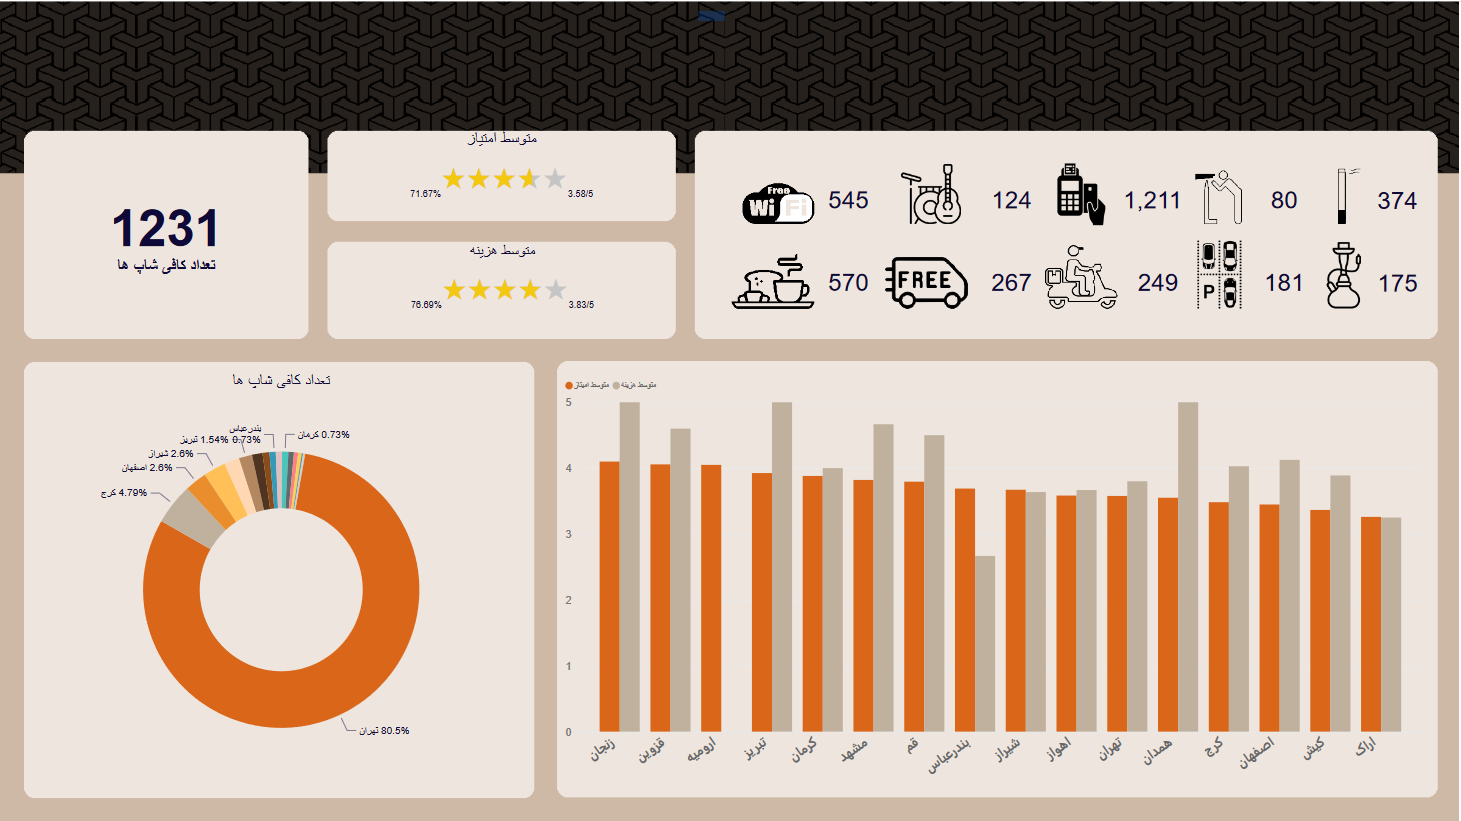 1231
تعداد کافی شاپ ها
متوسط امتیاز
71.67%
3.58/5
متوسط هزینه
76.69%
3.83/5
Free
Wi Fi
545
124
1,211
80
374
570
FREE
267
249
P
181
175
تعداد کافی شاپ ها
بندرعباس
0.73%
کرمان 0.73%
تبریز 1.54%
شیراز 2.6%
اصفهان 2.6%
کرج 4.79%
تهران 80.5%
متوسط امیتاز
متوسط هزینه
5
4
3
2
1
0
زنجان
قزوین
ارومیه
تبریز
کرمان
مشهد
قم
بندرعباس
شیراز
اهواز
تهران
همدان
کرج
اصفهان
کیش
اراک